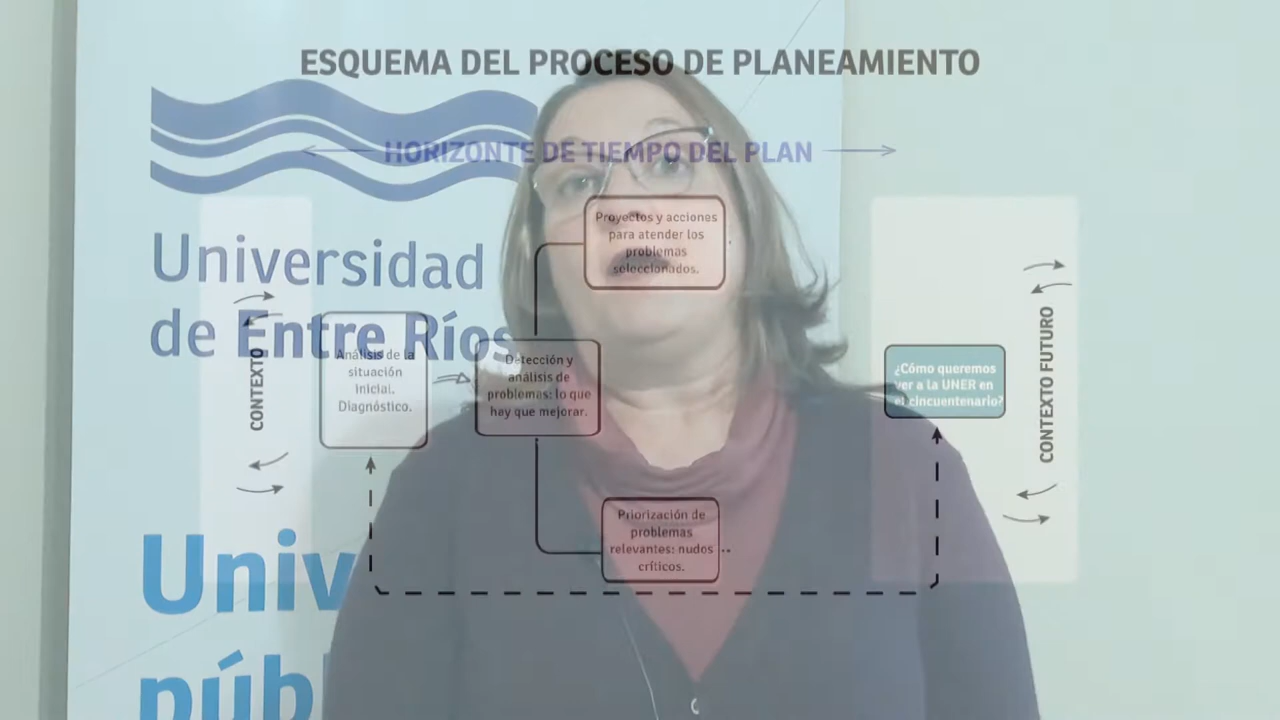 ESQUEMA DEL PROCESO DE PLANEAMIENTO
HORIZONTE DE TIEMPO DEL PLAN
Universidad
de Entre Ríos
Univ
públ
CONTEXTO
Análisis de la
situación
inicial.
Diagnóstico.
Detección y
análisis de
problemas: lo que
hay que mejorar.
Proyectos y acciones
para atender los
problemas
seleccionados.
Priorización de
problemas
relevantes: nudos
críticos.
¿Cómo queremos
ver a la UNER en
el cincuentenario?
CONTEXTO FUTURO